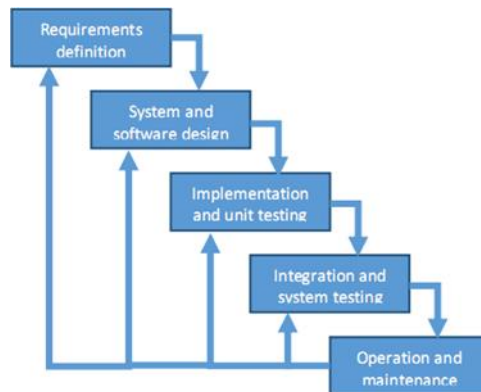 Requirements
definition
System and
software design
Implementation
and unit testing
Integration and
system testing
Operation and
maintenance